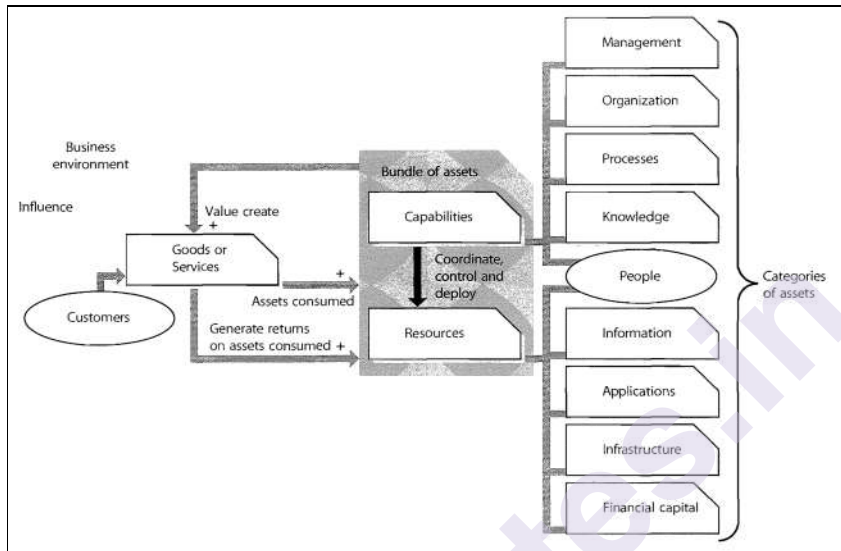 Business
environment
Influence
Value create
+
Goods or
Services
Customers
+
Assets consumed
Generate returns
on assets consumed +
Bundle of assets
Capabilities
Coordinate,
control and
deploy
Resources
Management
Organization
Processes
Knowledge
People
Information
Applications
Infrastructure
Financial capital
Categories
of assets
tes.in